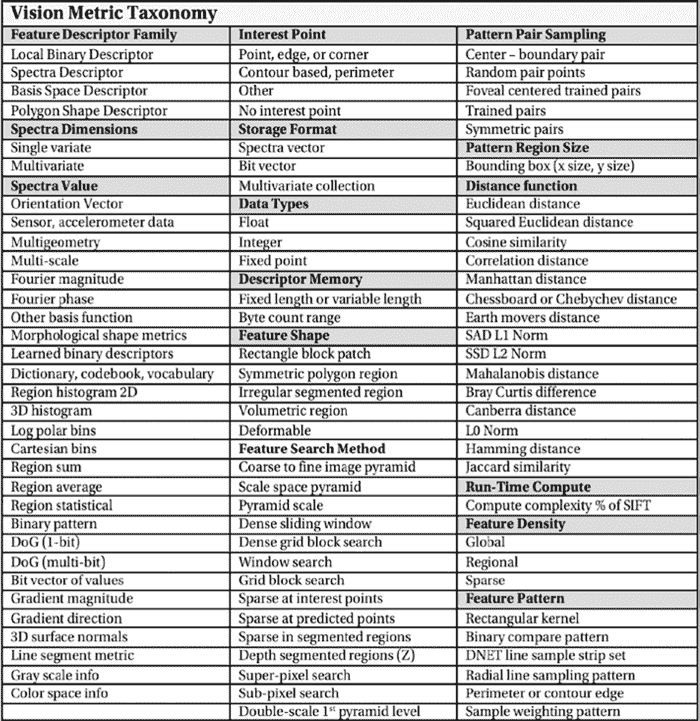 Vision Metric Taxonomy
Feature Descriptor Family
Local Binary Descriptor
Spectra Descriptor
Basis Space Descriptor
Polygon Shape Descriptor
Spectra Dimensions
Single variate
Multivariate
Spectra Value
Orientation Vector
Sensor, accelerometer data
Multigeometry
Multi-scale
Fourier magnitude
Fourier phase
Other basis function
Morphological shape metrics
Learned binary descriptors
Dictionary, codebook, vocabulary
Region histogram 2D
3D histogram
Log polar bins
Cartesian bins
Region sum
Region average
Region statistical
Binary pattern
DoG (1-bit)
DoG (multi-bit)
Bit vector of values
Gradient magnitude
Gradient direction
3D surface normals
Line segment metric
Gray scale info
Color space info
Interest Point
Point, edge, or corner
Contour based, perimeter
Other
No interest point
Storage Format
Spectra vector
Bit vector
Multivariate collection
Data Types
Float
Integer
Fixed point
Descriptor Memory
Fixed length or variable length
Byte count range
Feature Shape
Rectangle block patch
Symmetric polygon region
Irregular segmented region
Volumetric region
Deformable
Feature Search Method
Coarse to fine image pyramid
Scale space pyramid
Pyramid scale
Dense sliding window
Dense grid block search
Window search
Grid block search
Sparse at interest points
Sparse at predicted points
Sparse in segmented regions
Depth segmented regions (Z)
Super-pixel search
Sub-pixel search
Double-scale 1st pyramid level
Pattern Pair Sampling
Center – boundary pair
Random pair points
Foveal centered trained pairs
Trained pairs
Symmetric pairs
Pattern Region Size
Bounding box (x size, y size)
Distance function
Euclidean distance
Squared Euclidean distance
Cosine similarity
Correlation distance
Manhattan distance
Chessboard or Chebychev distance
Earth movers distance
SAD L1 Norm
SSD L2 Norm
Mahalanobis distance
Bray Curtis difference
Canberra distance
L0 Norm
Hamming distance
Jaccard similarity
Run-Time Compute
Compute complexity % of SIFT
Feature Density
Global
Regional
Sparse
Feature Pattern
Rectangular kernel
Binary compare pattern
DNET line sample strip set
Radial line sampling pattern
Perimeter or contour edge
Sample weighting pattern